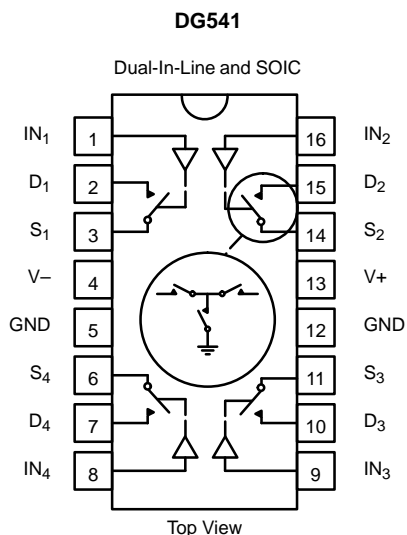 DG541
Dual-In-Line and SOIC
IN1 1 16 IN2
D1 2 15 D2
S1 3 14 S2
V– 4 13 V+
GND 5 12 GND
S4 6 11 S3
D4 7 10 D3
IN4 8 9 IN3
Top View